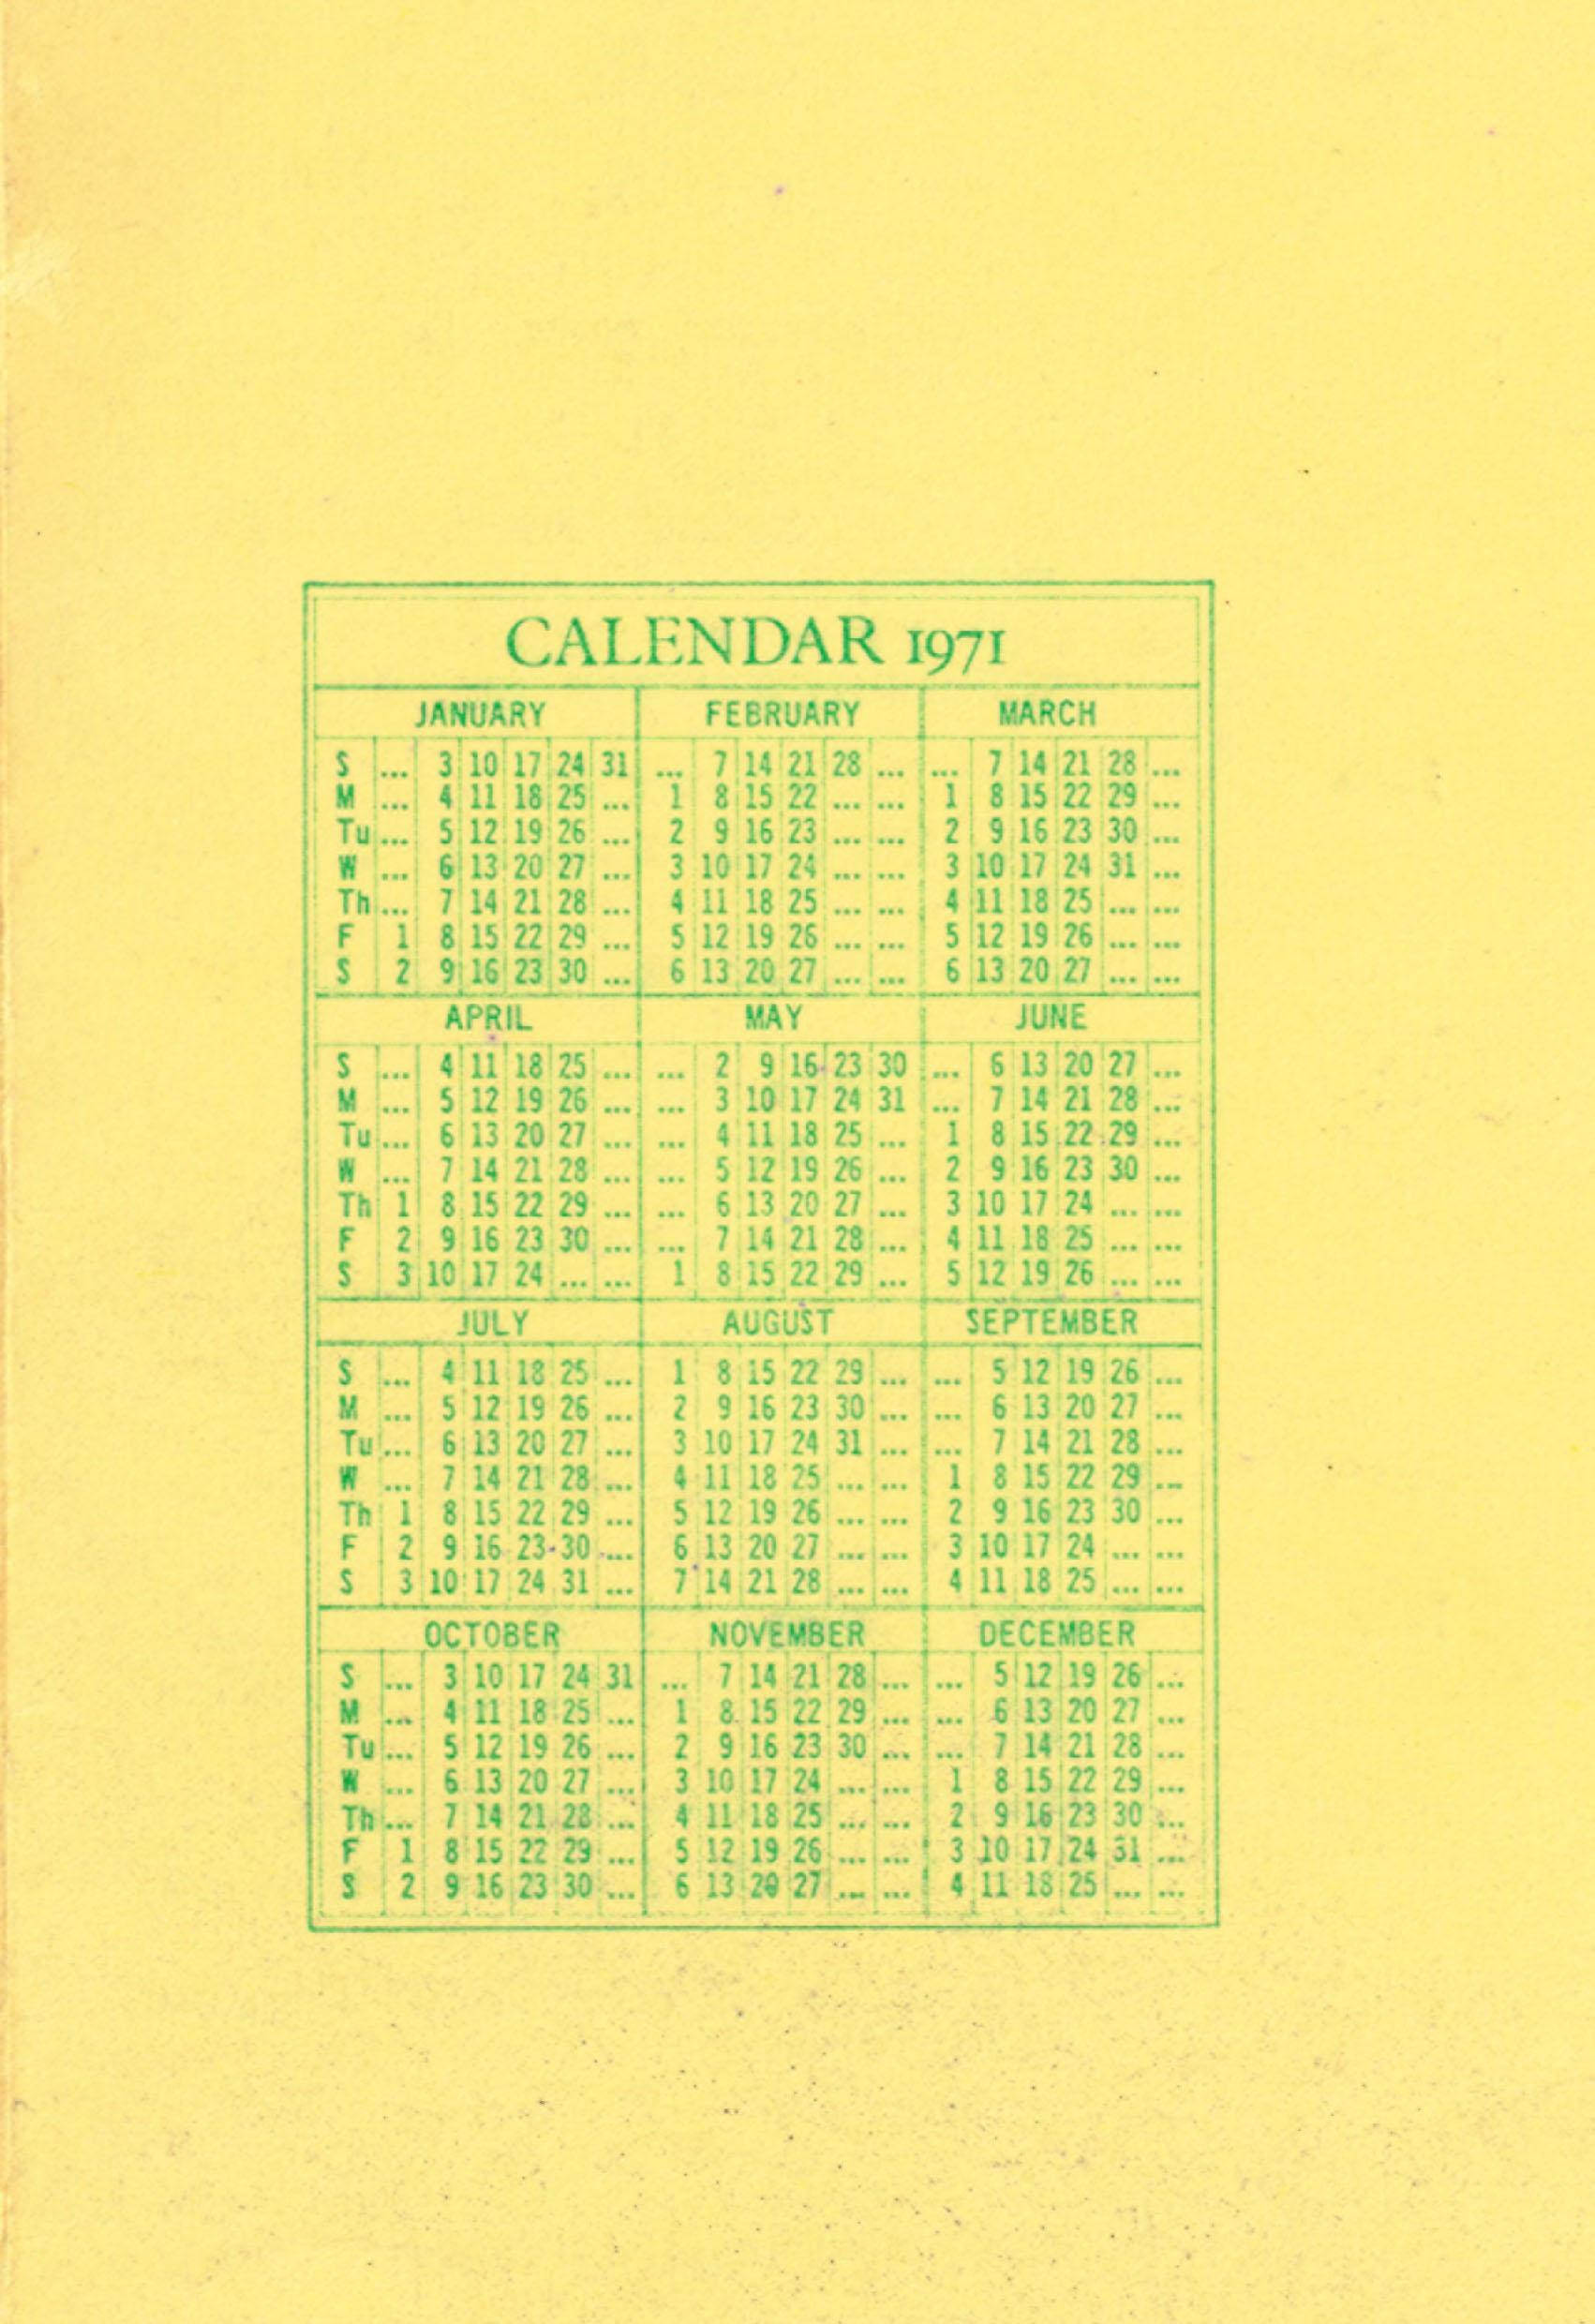 CALENDAR 1971
JANUARY FEBRUARY MARCH
S ... 3 10 17 24 31 ... 7 14 21 28 ... ... 7 14 21 28 ...
M ... 4 11 18 25 ... 1 8 15 22 ... ... 1 8 15 22 29 ...
Tu ... 5 12 19 26 ... 2 9 16 23 ... ... 2 9 16 23 30 ...
W ... 6 13 20 27 ... 3 10 17 24 ... ... 3 10 17 24 31 ...
Th ... 7 14 21 28 ... 4 11 18 25 ... ... 4 11 18 25 ... ...
F 1 8 15 22 29 ... 5 12 19 26 ... ... 5 12 19 26 ... ...
S 2 9 16 23 30 ... 6 13 20 27 ... ... 6 13 20 27 ... ...
APRIL MAY JUNE
S ... 4 11 18 25 ... ... 2 9 16 23 30 ... 6 13 20 27 ...
M ... 5 12 19 26 ... ... 3 10 17 24 31 ... 7 14 21 28 ...
Tu ... 6 13 20 27 ... ... 4 11 18 25 ... 1 8 15 22 29 ...
W ... 7 14 21 28 ... ... 5 12 19 26 ... 2 9 16 23 30 ...
Th 1 8 15 22 29 ... ... 6 13 20 27 ... 3 10 17 24 ... ...
F 2 9 16 23 30 ... ... 7 14 21 28 ... 4 11 18 25 ... ...
S 3 10 17 24 ... ... 1 8 15 22 29 ... 5 12 19 26 ... ...
JULY AUGUST SEPTEMBER
S ... 4 11 18 25 ... 1 8 15 22 29 ... ... 5 12 19 26 ...
M ... 5 12 19 26 ... 2 9 16 23 30 ... ... 6 13 20 27 ...
Tu ... 6 13 20 27 ... 3 10 17 24 31 ... ... 7 14 21 28 ...
W ... 7 14 21 28 ... 4 11 18 25 ... ... 1 8 15 22 29 ...
Th 1 8 15 22 29 ... 5 12 19 26 ... ... 2 9 16 23 30 ...
F 2 9 16 23 30 ... 6 13 20 27 ... ... 3 10 17 24 ... ...
S 3 10 17 24 31 ... 7 14 21 28 ... ... 4 11 18 25 ... ...
OCTOBER NOVEMBER DECEMBER
S ... 3 10 17 24 31 ... 7 14 21 28 ... ... 5 12 19 26 ...
M ... 4 11 18 25 ... 1 8 15 22 29 ... ... 6 13 20 27 ...
Tu ... 5 12 19 26 ... 2 9 16 23 30 ... ... 7 14 21 28 ...
W ... 6 13 20 27 ... 3 10 17 24 ... ... 1 8 15 22 29 ...
Th ... 7 14 21 28 ... 4 11 18 25 ... ... 2 9 16 23 30 ...
F 1 8 15 22 29 ... 5 12 19 26 ... ... 3 10 17 24 31 ...
S 2 9 16 23 30 ... 6 13 20 27 ... ... 4 11 18 25 ... ...